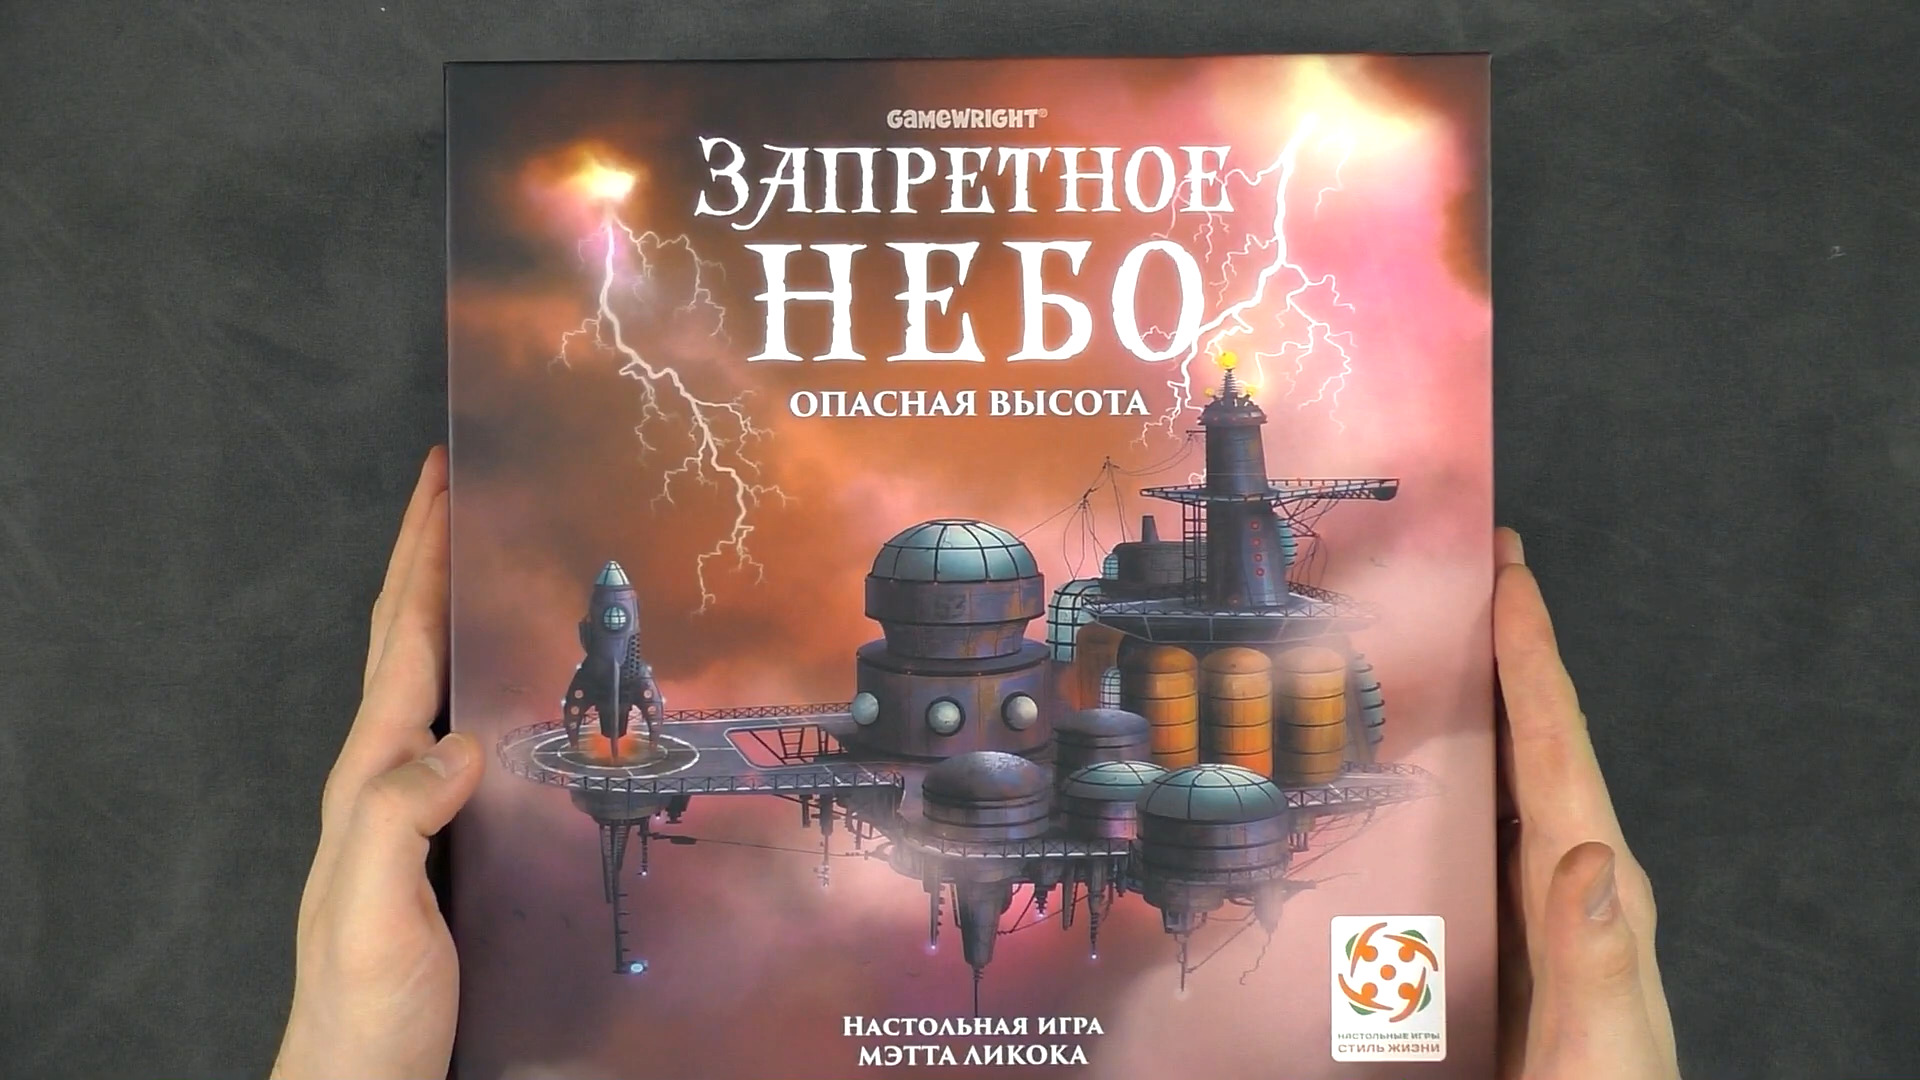 GAMEWRIGHT®
ЗАПРЕТНОЕ
НЕБО
ОПАСНАЯ ВЫСОТА
НАСТОЛЬНАЯ ИГРА
МЭТТА ЛИКОКА
НАСТОЛЬНЫЕ ИГРЫ
СТИЛЬ ЖИЗНИ